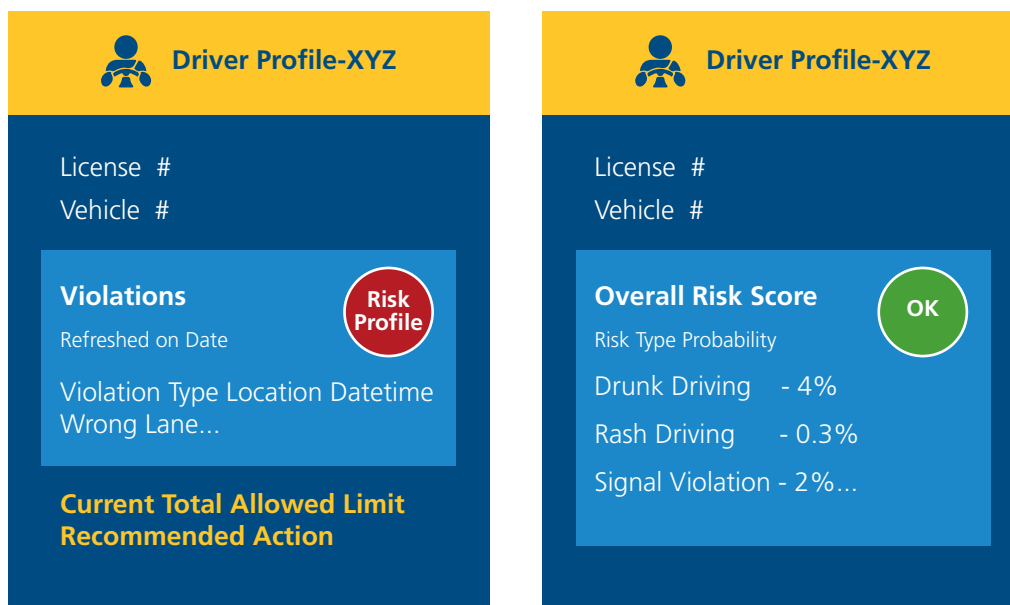 Driver Profile-XYZ
License #
Vehicle #
Violations
Risk
Profile
Refreshed on Date
Violation Type Location Datetime
Wrong Lane...
Current Total Allowed Limit
Recommended Action
Driver Profile-XYZ
License #
Vehicle #
Overall Risk Score
OK
Risk Type Probability
Drunk Driving - 4%
Rash Driving - 0.3%
Signal Violation - 2%...